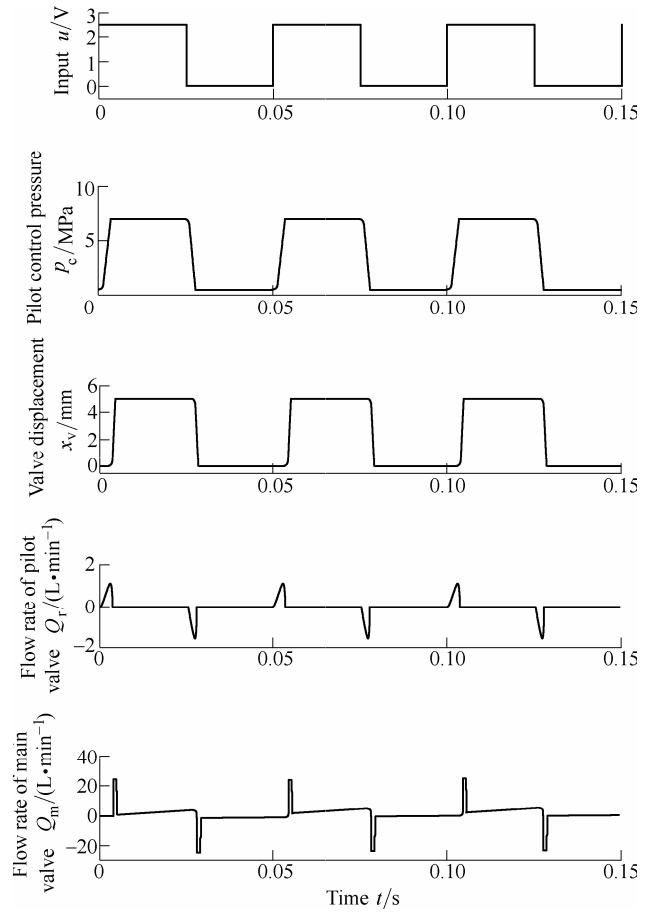 Input u/V
3
2
1
0
0 0.05 0.10 0.15
Pilot control pressure
p_c/MPa
10
5
0 0.05 0.10 0.15
Valve displacement
x_v/mm
6
4
2
0
0 0.05 0.10 0.15
Flow rate of pilot
valve Q_r/(L•min⁻¹)
2
0
−2
0 0.05 0.10 0.15
Flow rate of main
valve Q_m/(L•min⁻¹)
40
20
0
−20
0 0.05 0.10 0.15
Time t/s